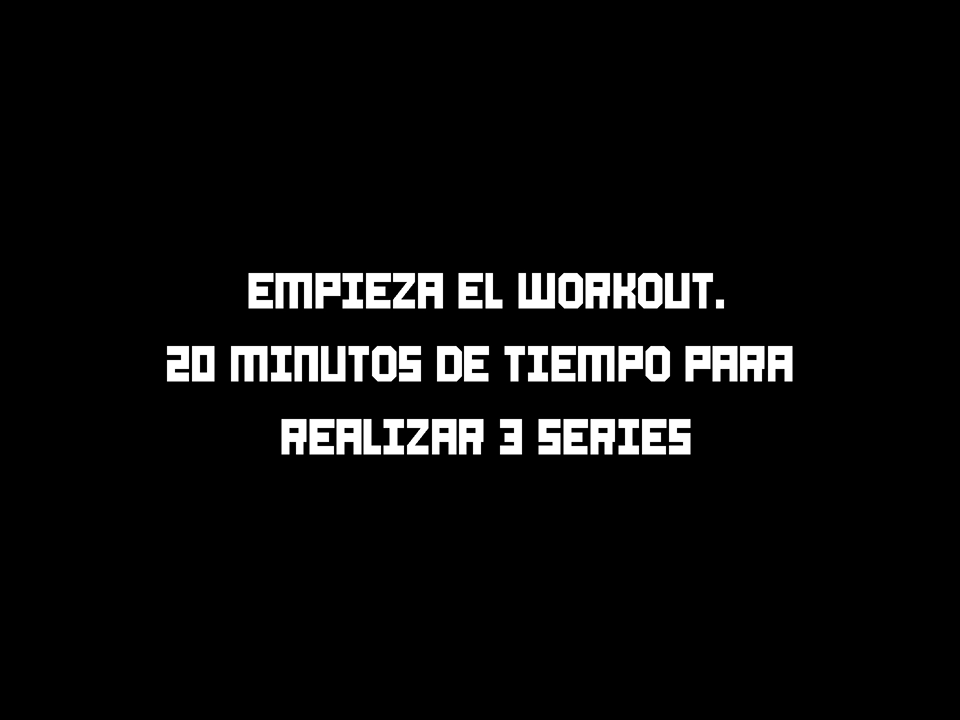 EMPIEZA EL WORKOUT.
20 MINUTOS DE TIEMPO PARA
REALIZAR 3 SERIES